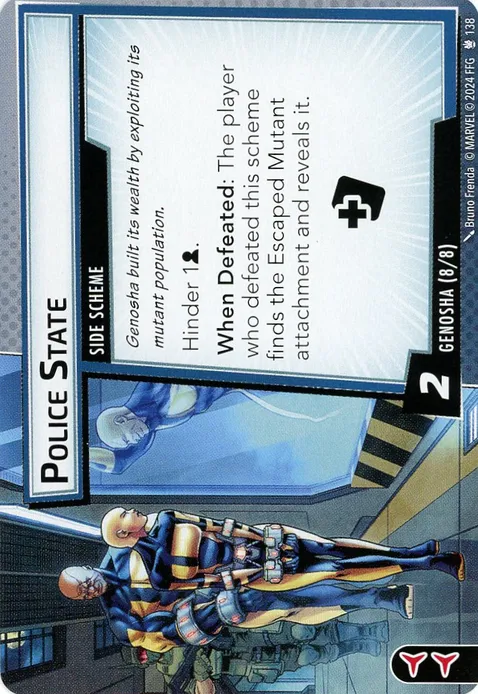 POLICE STATE
SIDE SCHEME
Genosha built its wealth by exploiting its
mutant population.
Hinder 1.
When Defeated: The player
who defeated this scheme
finds the Escaped Mutant
attachment and reveals it.
2
GENOSHA (8/8)
Bruno Frenda © MARVEL © 2024 FFG 138